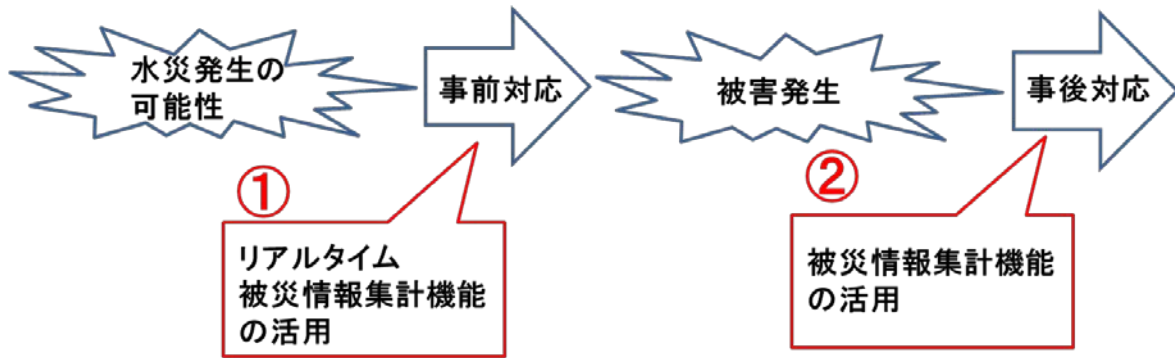 水災発生の
可能性
事前対応
被害発生
事後対応
①
リアルタイム
被災情報集計機能
の活用
②
被災情報集計機能
の活用